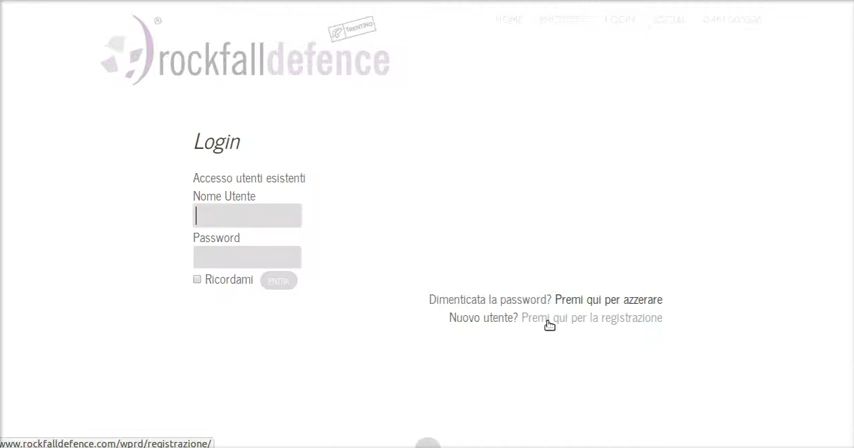 HOME LOGIN SOCIAL
® TRENTINO
rockfalldefence
Login
Accesso utenti esistenti
Nome Utente
Password
Ricordami ENTRA
Dimenticata la password? Premi qui per azzerare
Nuovo utente? Premi qui per la registrazione
www.rockfalldefence.com/wprd/registrazione/